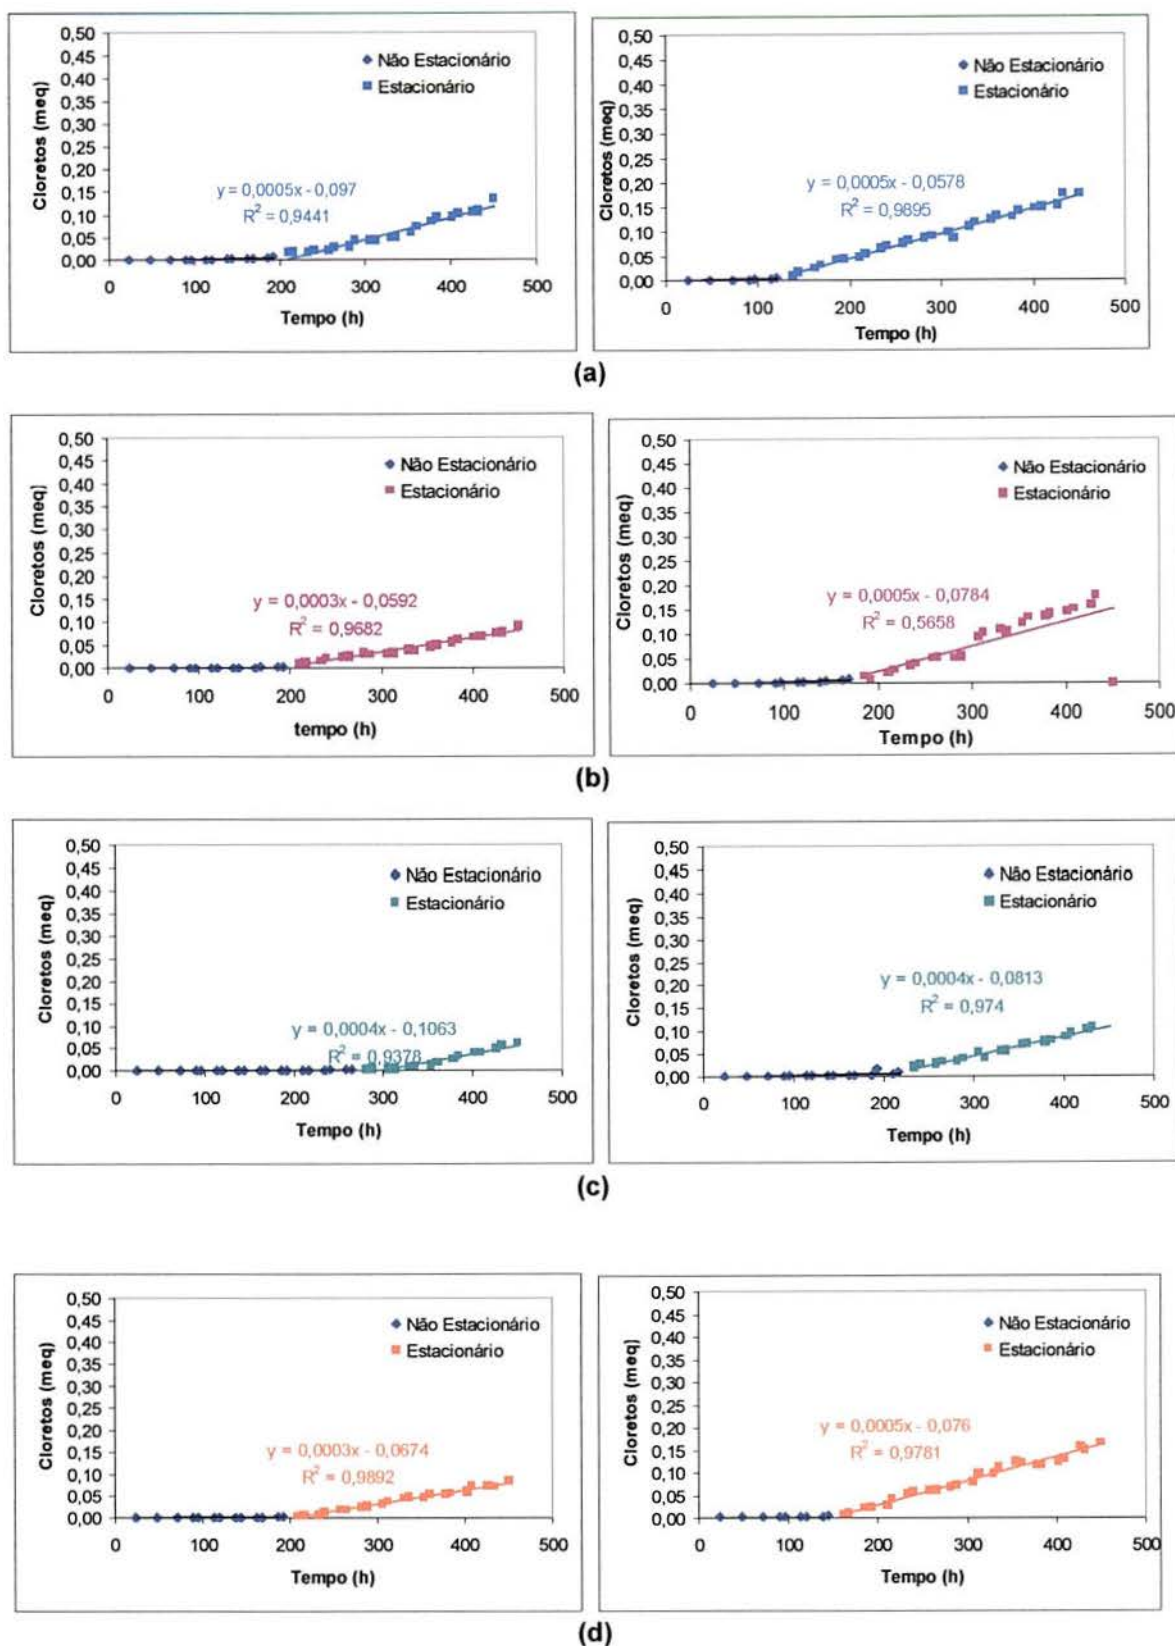 0,50
0,45
0,40
0,35
0,30
0,25
0,20
0,15
0,10
0,05
0,00
Cloretos (meq)
Não Estacionário
Estacionário
y = 0,0005x - 0,097
R² = 0,9441
0 100 200 300 400 500
Tempo (h)
0,50
0,45
0,40
0,35
0,30
0,25
0,20
0,15
0,10
0,05
0,00
Cloretos (meq)
Não Estacionário
Estacionário
y = 0,0005x - 0,0578
R² = 0,9895
0 100 200 300 400 500
Tempo (h)
(a)
0,50
0,45
0,40
0,35
0,30
0,25
0,20
0,15
0,10
0,05
0,00
Cloretos (meq)
Não Estacionário
Estacionário
y = 0,0003x - 0,0592
R² = 0,9682
0 100 200 300 400 500
tempo (h)
0,50
0,45
0,40
0,35
0,30
0,25
0,20
0,15
0,10
0,05
0,00
Cloretos (meq)
Não Estacionário
Estacionário
y = 0,0005x - 0,0784
R² = 0,5658
0 100 200 300 400 500
Tempo (h)
(b)
0,50
0,45
0,40
0,35
0,30
0,25
0,20
0,15
0,10
0,05
0,00
Cloretos (meq)
Não Estacionário
Estacionário
y = 0,0004x - 0,1063
R² = 0,9378
0 100 200 300 400 500
Tempo (h)
0,50
0,45
0,40
0,35
0,30
0,25
0,20
0,15
0,10
0,05
0,00
Cloretos (meq)
Não Estacionário
Estacionário
y = 0,0004x - 0,0813
R² = 0,974
0 100 200 300 400 500
Tempo (h)
(c)
0,50
0,45
0,40
0,35
0,30
0,25
0,20
0,15
0,10
0,05
0,00
Cloretos (meq)
Não Estacionário
Estacionário
y = 0,0003x - 0,0674
R² = 0,9892
0 100 200 300 400 500
Tempo (h)
0,50
0,45
0,40
0,35
0,30
0,25
0,20
0,15
0,10
0,05
0,00
Cloretos (meq)
Não Estacionário
Estacionário
y = 0,0005x - 0,076
R² = 0,9781
0 100 200 300 400 500
Tempo (h)
(d)